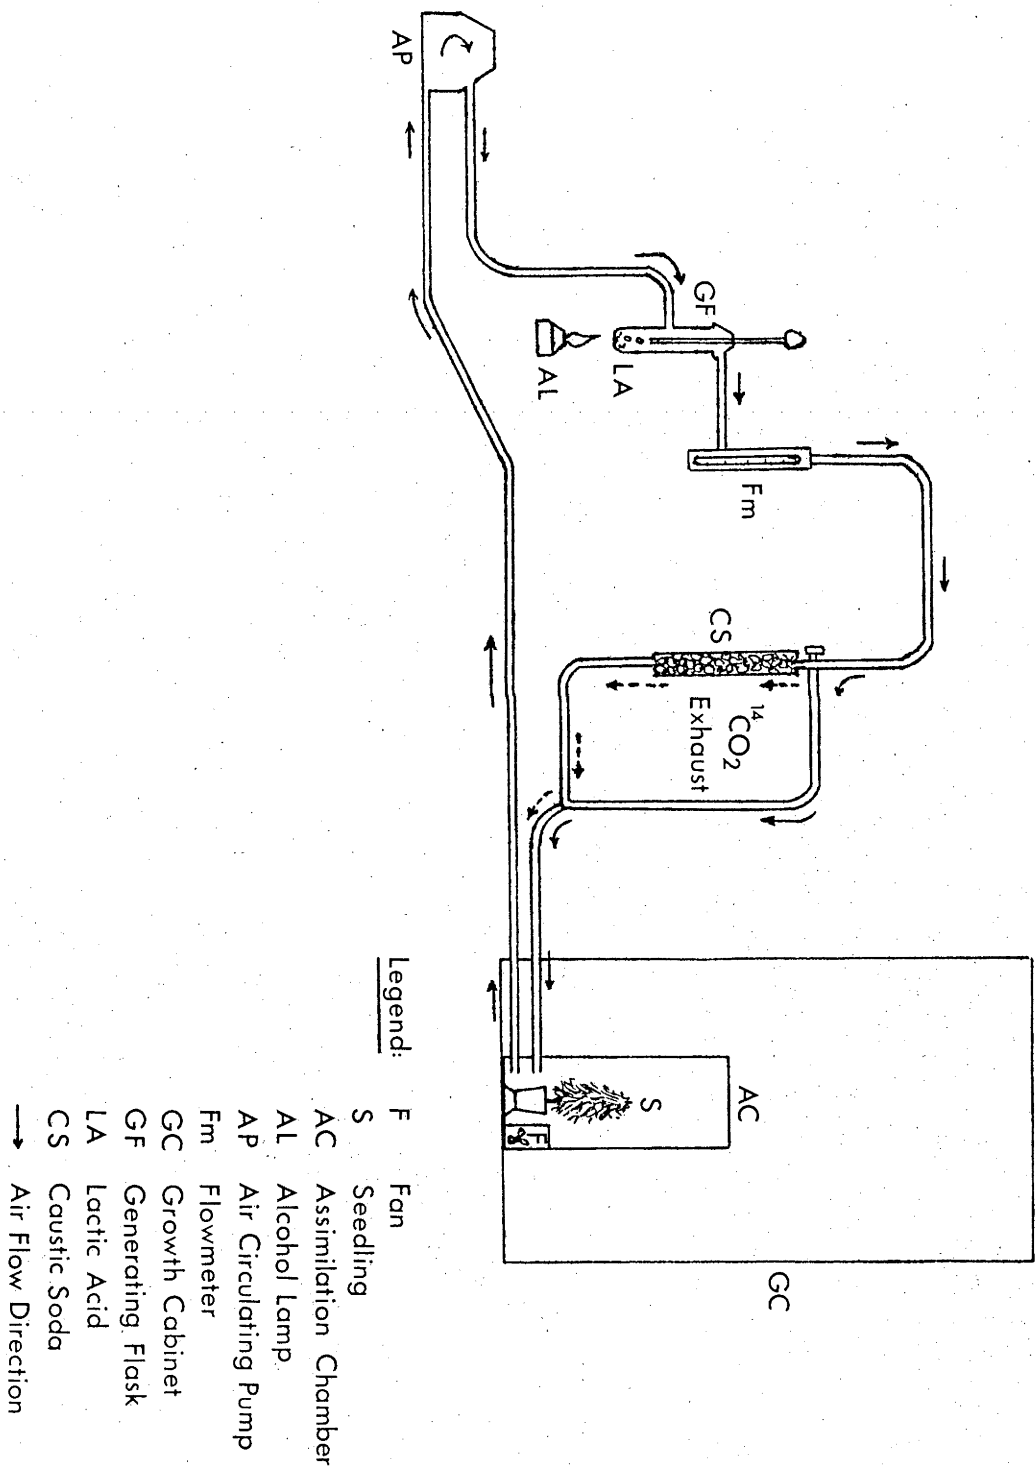 AP
GF
LA
AL
Fm
CS
¹⁴CO₂
Exhaust
AC
S
F
GC
Legend:
F Fan
S Seedling
AC Assimilation Chamber
AL Alcohol Lamp
AP Air Circulating Pump
Fm Flowmeter
GC Growth Cabinet
GF Generating Flask
LA Lactic Acid
CS Caustic Soda
→ Air Flow Direction